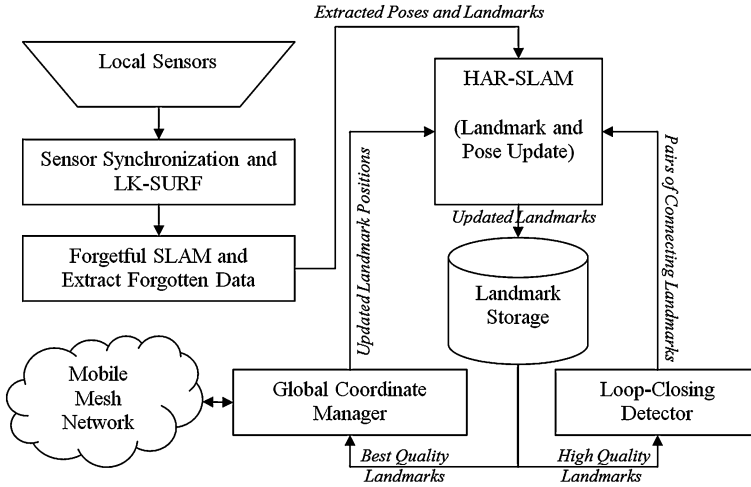 Extracted Poses and Landmarks
Local Sensors
HAR-SLAM
(Landmark and
Pose Update)
Sensor Synchronization and
LK-SURF
Updated Landmark Positions
Pairs of Connecting Landmarks
Updated Landmarks
Forgetful SLAM and
Extract Forgotten Data
Landmark
Storage
Mobile
Mesh
Network
Global Coordinate
Manager
Loop-Closing
Detector
Best Quality
Landmarks
High Quality
Landmarks